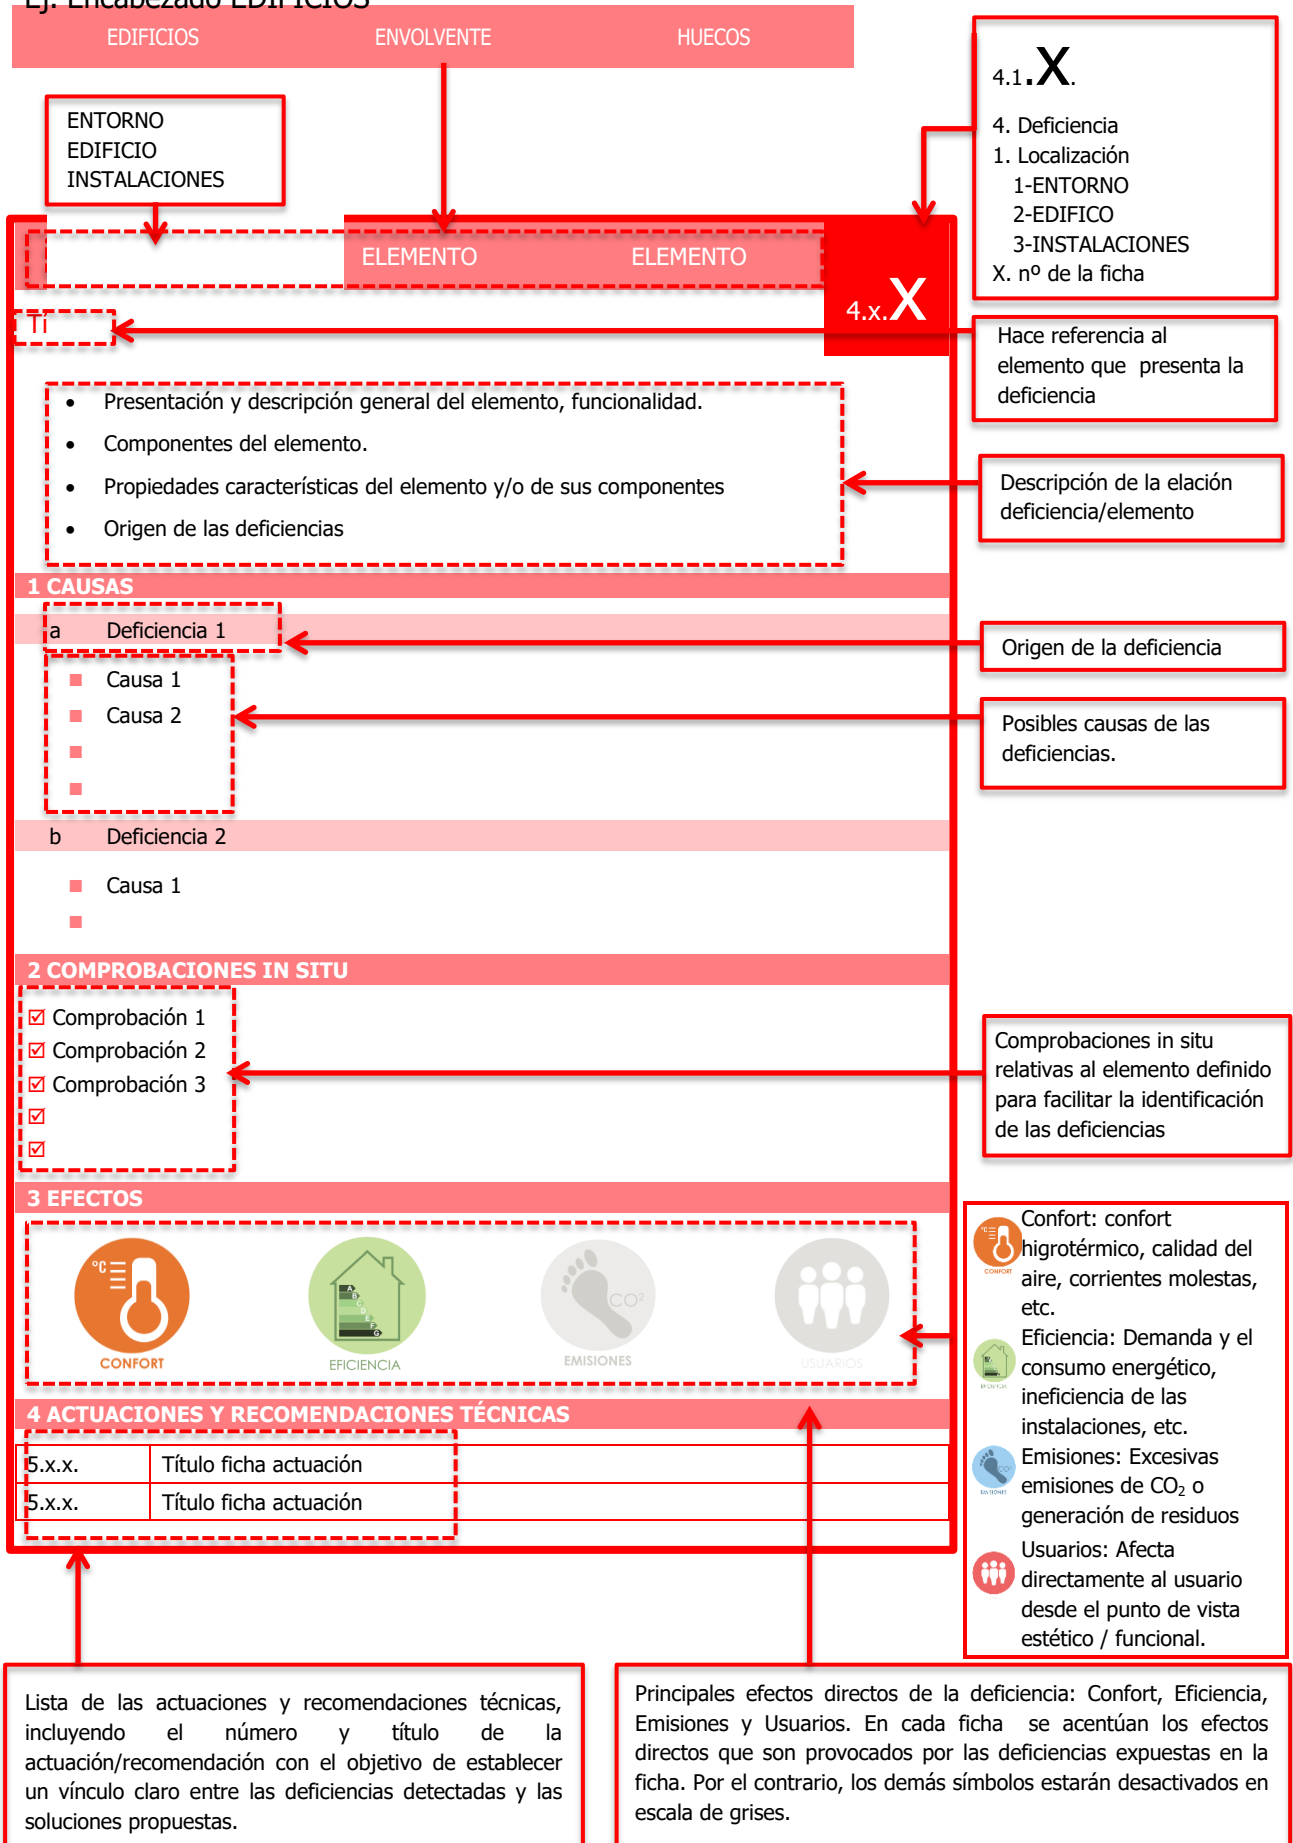 Ej. Encabezado EDIFICIOS
EDIFICIOS ENVOLVENTE HUECOS
4.1.X.
4. Deficiencia
1. Localización
1-ENTORNO
2-EDIFICO
3-INSTALACIONES
X. nº de la ficha
ENTORNO
EDIFICIO
INSTALACIONES
ELEMENTO ELEMENTO
4.x.X
Tí
Hace referencia al
elemento que presenta la
deficiencia
• Presentación y descripción general del elemento, funcionalidad.
• Componentes del elemento.
• Propiedades características del elemento y/o de sus componentes
• Origen de las deficiencias
Descripción de la elación
deficiencia/elemento
1 CAUSAS
a Deficiencia 1
Origen de la deficiencia
Causa 1
Causa 2
Posibles causas de las
deficiencias.
b Deficiencia 2
Causa 1
2 COMPROBACIONES IN SITU
☑ Comprobación 1
☑ Comprobación 2
☑ Comprobación 3
☑
☑
Comprobaciones in situ
relativas al elemento definido
para facilitar la identificación
de las deficiencias
3 EFECTOS
°C
CONFORT
A
B
C
D
E
F
G
EFICIENCIA
CO²
EMISIONES
USUARIOS
Confort: confort
higrotérmico, calidad del
aire, corrientes molestas,
etc.
Eficiencia: Demanda y el
consumo energético,
ineficiencia de las
instalaciones, etc.
Emisiones: Excesivas
emisiones de CO2 o
generación de residuos
Usuarios: Afecta
directamente al usuario
desde el punto de vista
estético / funcional.
4 ACTUACIONES Y RECOMENDACIONES TÉCNICAS
5.x.x. Título ficha actuación
5.x.x. Título ficha actuación
Lista de las actuaciones y recomendaciones técnicas,
incluyendo el número y título de la
actuación/recomendación con el objetivo de establecer
un vínculo claro entre las deficiencias detectadas y las
soluciones propuestas.
Principales efectos directos de la deficiencia: Confort, Eficiencia,
Emisiones y Usuarios. En cada ficha se acentúan los efectos
directos que son provocados por las deficiencias expuestas en la
ficha. Por el contrario, los demás símbolos estarán desactivados en
escala de grises.